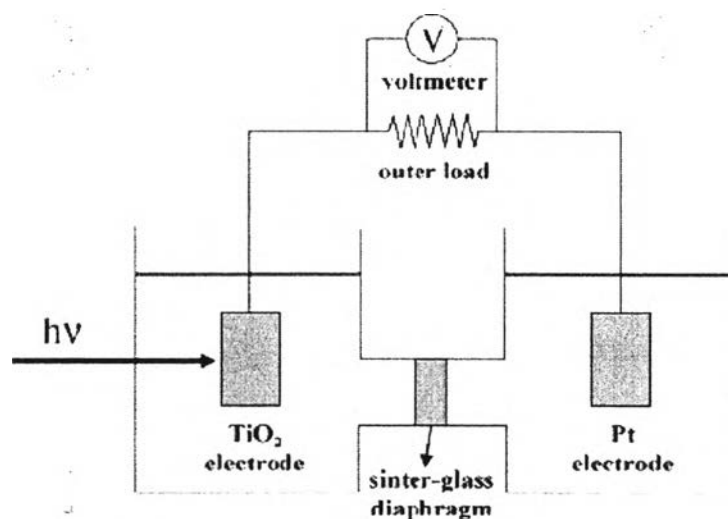 V
voltmeter
outer load
hν
TiO₂
electrode
Pt
electrode
sinter-glass
diaphragm